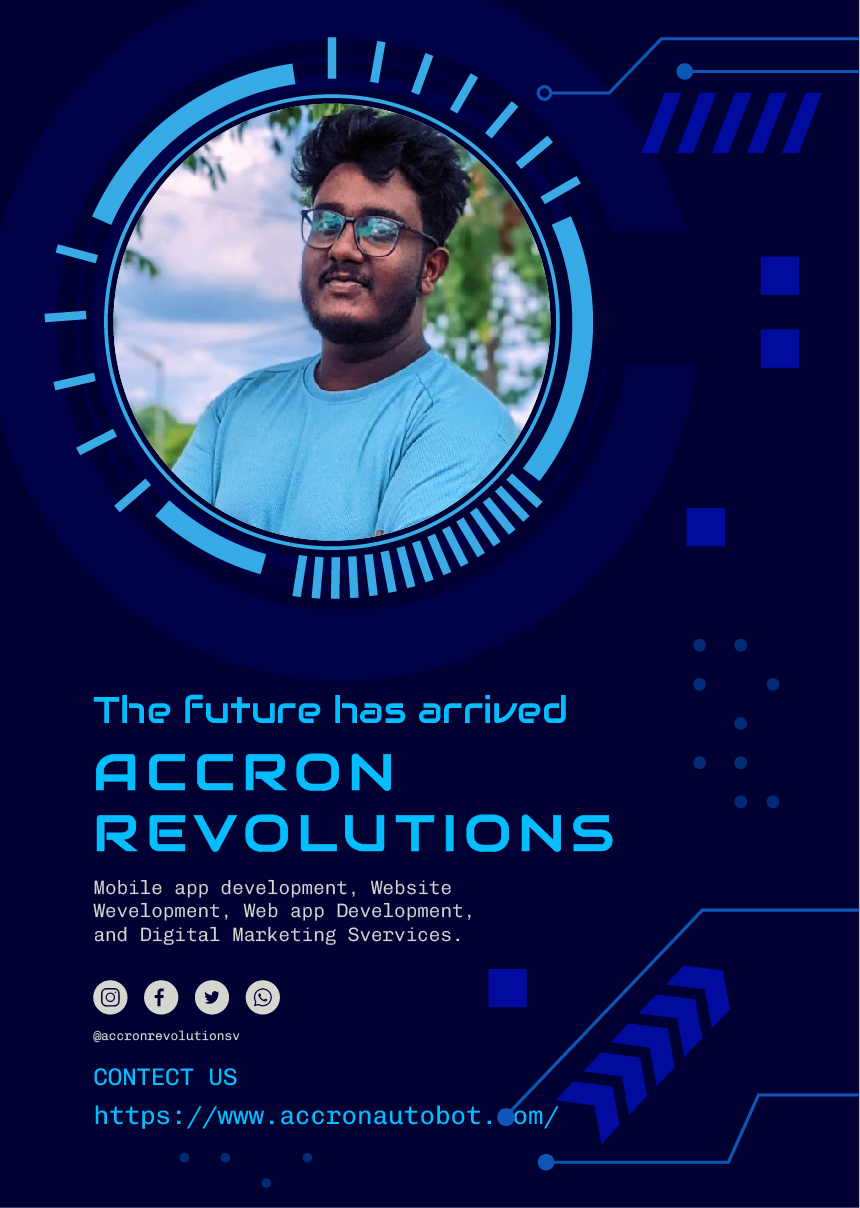 The future has arrived
ACCRON
REVOLUTIONS
Mobile app development, Website
Wevelopment, Web app Development,
and Digital Marketing Svervices.
@accronrevolutionsv
CONTECT US
https://www.accronautobot.com/